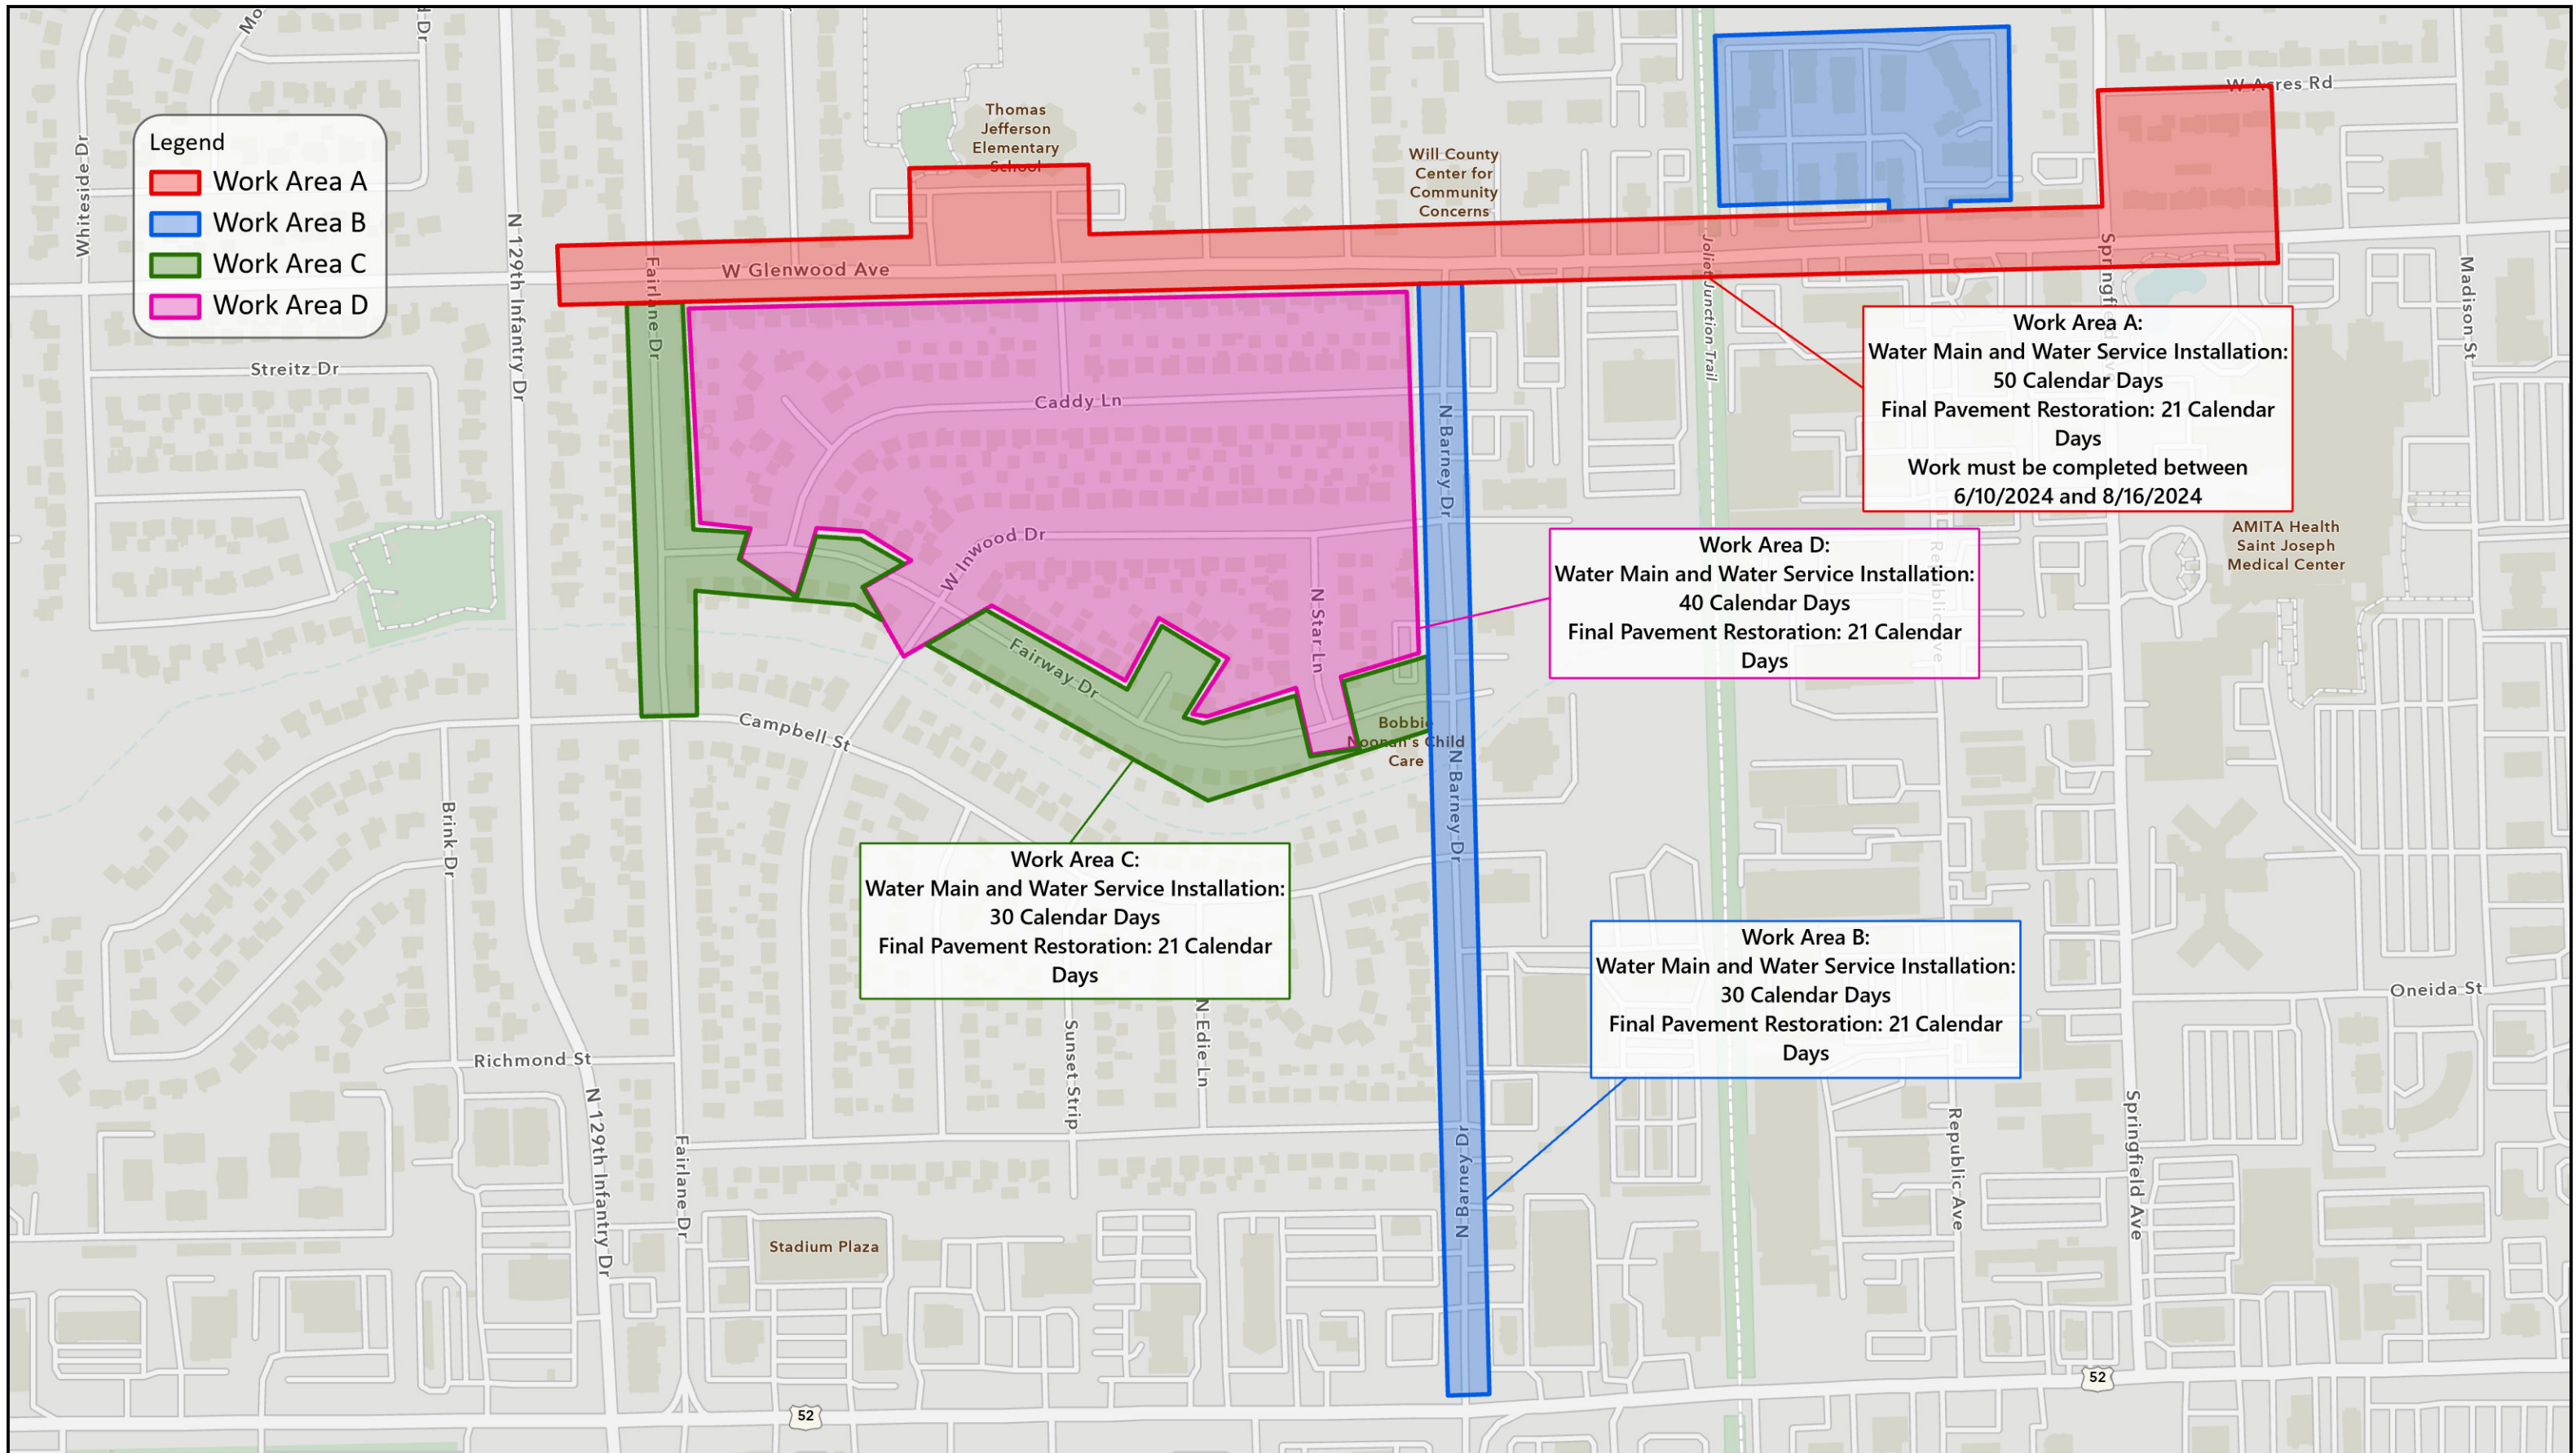 Mo
d Dr
W Acres Rd
Thomas
Jefferson
Elementary
School
Legend
Work Area A
Work Area B
Work Area C
Work Area D
Whiteside Dr
Will County
Center for
Community
Concerns
N 129th Infantry Dr
Fairlane Dr
W Glenwood Ave
Joliet Junction Trail
Springf
Madison St
Work Area A:
Water Main and Water Service Installation:
50 Calendar Days
Final Pavement Restoration: 21 Calendar
Days
Work must be completed between
6/10/2024 and 8/16/2024
Streitz Dr
Caddy Ln
N Barney Dr
W Inwood Dr
AMITA Health
Saint Joseph
Medical Center
Work Area D:
Water Main and Water Service Installation:
40 Calendar Days
Final Pavement Restoration: 21 Calendar
Days
Republic Ave
N Star Ln
Fairway Dr
Campbell St
Bobbie
Noonan's Child
Care
N Barney Dr
Brink Dr
Work Area C:
Water Main and Water Service Installation:
30 Calendar Days
Final Pavement Restoration: 21 Calendar
Days
Work Area B:
Water Main and Water Service Installation:
30 Calendar Days
Final Pavement Restoration: 21 Calendar
Days
Oneida St
Richmond St
Sunset Strip
N Edie Ln
N 129th Infantry Dr
Fairlane Dr
N Barney Dr
Republic Ave
Springfield Ave
Stadium Plaza
52
52